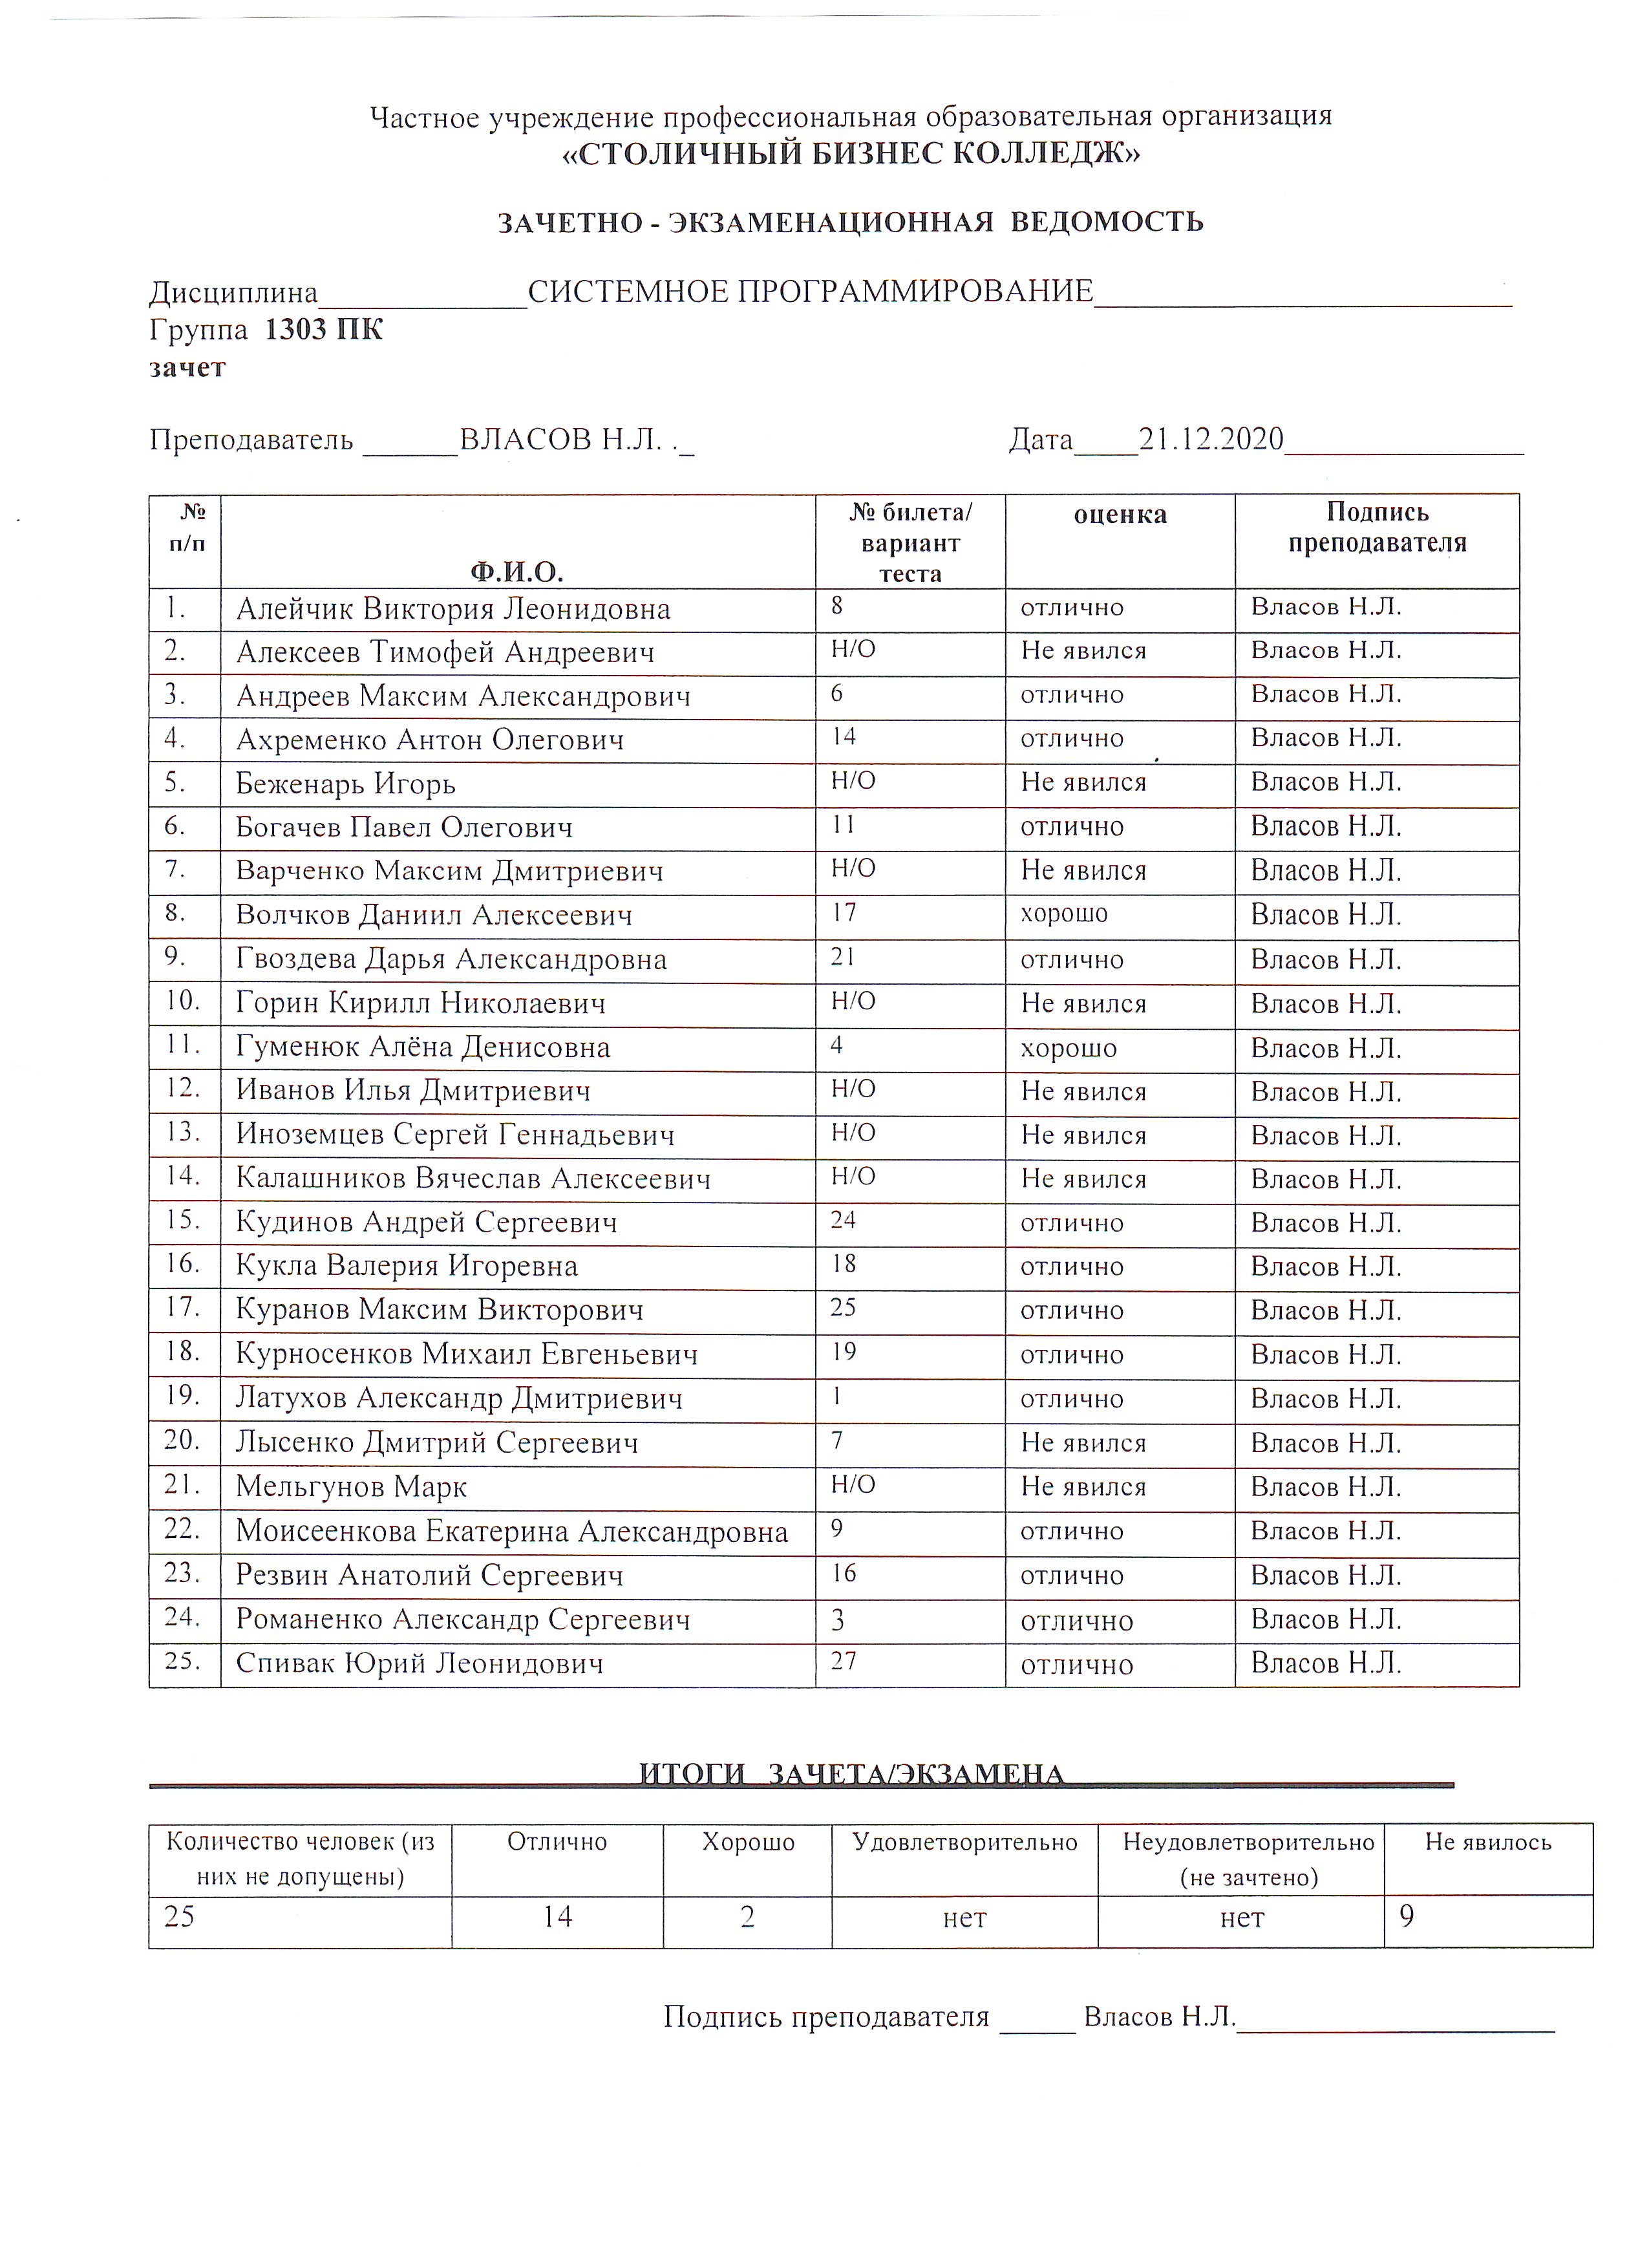 Частное учреждение профессиональная образовательная организация
«СТОЛИЧНЫЙ БИЗНЕС КОЛЛЕДЖ»
ЗАЧЕТНО - ЭКЗАМЕНАЦИОННАЯ ВЕДОМОСТЬ
Дисциплина_____________СИСТЕМНОЕ ПРОГРАММИРОВАНИЕ__________________________
Группа 1303 ПК
зачет
Преподаватель ______ВЛАСОВ Н.Л. ._ Дата____21.12.2020_______________
№ п/п Ф.И.О. № билета/ вариант теста оценка Подпись преподавателя
1. Алейчик Виктория Леонидовна 8 отлично Власов Н.Л.
2. Алексеев Тимофей Андреевич Н/О Не явился Власов Н.Л.
3. Андреев Максим Александрович 6 отлично Власов Н.Л.
4. Ахременко Антон Олегович 14 отлично Власов Н.Л.
5. Беженарь Игорь Н/О Не явился Власов Н.Л.
6. Богачев Павел Олегович 11 отлично Власов Н.Л.
7. Варченко Максим Дмитриевич Н/О Не явился Власов Н.Л.
8. Волчков Даниил Алексеевич 17 хорошо Власов Н.Л.
9. Гвоздева Дарья Александровна 21 отлично Власов Н.Л.
10. Горин Кирилл Николаевич Н/О Не явился Власов Н.Л.
11. Гуменюк Алёна Денисовна 4 хорошо Власов Н.Л.
12. Иванов Илья Дмитриевич Н/О Не явился Власов Н.Л.
13. Иноземцев Сергей Геннадьевич Н/О Не явился Власов Н.Л.
14. Калашников Вячеслав Алексеевич Н/О Не явился Власов Н.Л.
15. Кудинов Андрей Сергеевич 24 отлично Власов Н.Л.
16. Кукла Валерия Игоревна 18 отлично Власов Н.Л.
17. Куранов Максим Викторович 25 отлично Власов Н.Л.
18. Курносенков Михаил Евгеньевич 19 отлично Власов Н.Л.
19. Латухов Александр Дмитриевич 1 отлично Власов Н.Л.
20. Лысенко Дмитрий Сергеевич 7 Не явился Власов Н.Л.
21. Мельгунов Марк Н/О Не явился Власов Н.Л.
22. Моисеенкова Екатерина Александровна 9 отлично Власов Н.Л.
23. Резвин Анатолий Сергеевич 16 отлично Власов Н.Л.
24. Романенко Александр Сергеевич 3 отлично Власов Н.Л.
25. Спивак Юрий Леонидович 27 отлично Власов Н.Л.
ИТОГИ ЗАЧЕТА/ЭКЗАМЕНА
Количество человек (из них не допущены) Отлично Хорошо Удовлетворительно Неудовлетворительно (не зачтено) Не явилось
25 14 2 нет нет 9
Подпись преподавателя _____ Власов Н.Л.____________________